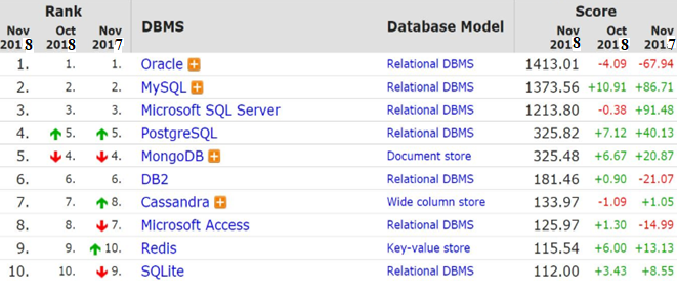 Rank Score
Nov 2018 Oct 2018 Nov 2017 DBMS Database Model Nov 2018 Oct 2018 Nov 2017
1. 1. 1. Oracle Relational DBMS 1413.01 -4.09 -67.94
2. 2. 2. MySQL Relational DBMS 1373.56 +10.91 +86.71
3. 3. 3. Microsoft SQL Server Relational DBMS 1213.80 -0.38 +91.48
4. 5. 5. PostgreSQL Relational DBMS 325.82 +7.12 +40.13
5. 4. 4. MongoDB Document store 325.48 +6.67 +20.87
6. 6. 6. DB2 Relational DBMS 181.46 +0.90 -21.07
7. 7. 8. Cassandra Wide column store 133.97 -1.09 +1.05
8. 8. 7. Microsoft Access Relational DBMS 125.97 +1.30 -14.99
9. 9. 10. Redis Key-value store 115.54 +6.00 +13.13
10. 10. 9. SQLite Relational DBMS 112.00 +3.43 +8.55